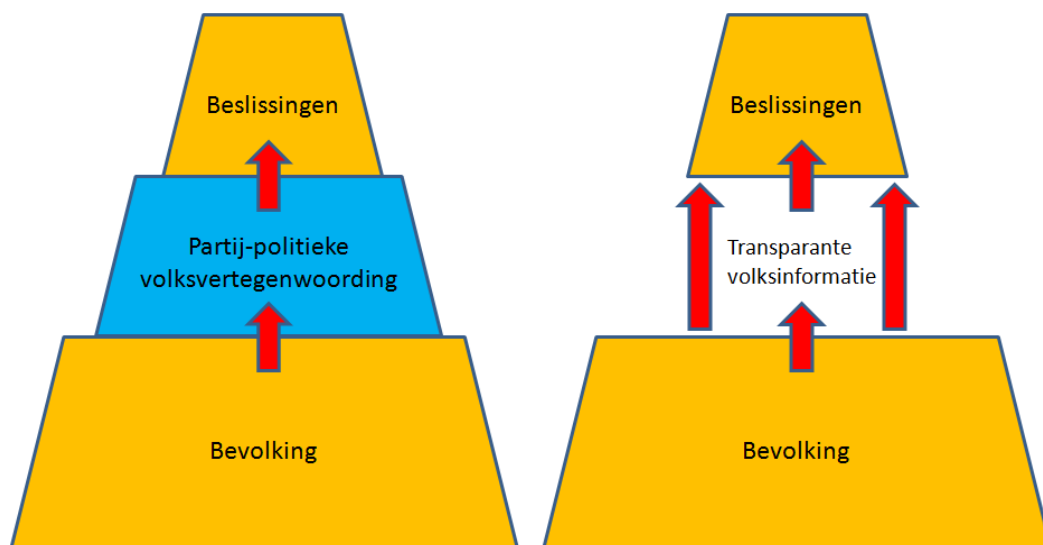 Beslissingen
Partij-politieke
volksvertegenwoording
Bevolking
Beslissingen
Transparante
volksinformatie
Bevolking